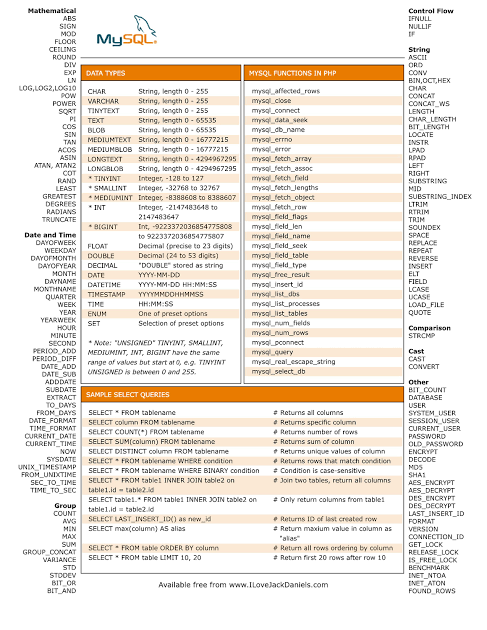 Mathematical
ABS
SIGN
MOD
FLOOR
CEILING
ROUND
DIV
EXP
LN
LOG,LOG2,LOG10
POW
POWER
SQRT
PI
COS
SIN
TAN
ACOS
ASIN
ATAN, ATAN2
COT
RAND
LEAST
GREATEST
DEGREES
RADIANS
TRUNCATE
Date and Time
DAYOFWEEK
WEEKDAY
DAYOFMONTH
DAYOFYEAR
MONTH
DAYNAME
MONTHNAME
QUARTER
WEEK
YEAR
YEARWEEK
HOUR
MINUTE
SECOND
PERIOD_ADD
PERIOD_DIFF
DATE_ADD
DATE_SUB
ADDDATE
SUBDATE
EXTRACT
TO_DAYS
FROM_DAYS
DATE_FORMAT
TIME_FORMAT
CURRENT_DATE
CURRENT_TIME
NOW
SYSDATE
UNIX_TIMESTAMP
FROM_UNIXTIME
SEC_TO_TIME
TIME_TO_SEC
Group
COUNT
AVG
MIN
MAX
SUM
GROUP_CONCAT
VARIANCE
STD
STDDEV
BIT_OR
BIT_AND
MySQL
DATA TYPES
CHAR String, length 0 - 255
VARCHAR String, length 0 - 255
TINYTEXT String, length 0 - 255
TEXT String, length 0 - 65535
BLOB String, length 0 - 65535
MEDIUMTEXT String, length 0 - 16777215
MEDIUMBLOB String, length 0 - 16777215
LONGTEXT String, length 0 - 4294967295
LONGBLOB String, length 0 - 4294967295
* TINYINT Integer, -128 to 127
* SMALLINT Integer, -32768 to 32767
* MEDIUMINT Integer, -8388608 to 8388607
* INT Integer, -2147483648 to
2147483647
* BIGINT Int, -9223372036854775808
to 9223372036854775807
FLOAT Decimal (precise to 23 digits)
DOUBLE Decimal (24 to 53 digits)
DECIMAL "DOUBLE" stored as string
DATE YYYY-MM-DD
DATETIME YYYY-MM-DD HH:MM:SS
TIMESTAMP YYYYMMDDHHMMSS
TIME HH:MM:SS
ENUM One of preset options
SET Selection of preset options
* Note: "UNSIGNED" TINYINT, SMALLINT,
MEDIUMINT, INT, BIGINT have the same
range of values but start at 0, e.g. TINYINT
UNSIGNED is between 0 and 255.
MYSQL FUNCTIONS IN PHP
mysql_affected_rows
mysql_close
mysql_connect
mysql_data_seek
mysql_db_name
mysql_errno
mysql_error
mysql_fetch_array
mysql_fetch_assoc
mysql_fetch_field
mysql_fetch_lengths
mysql_fetch_object
mysql_fetch_row
mysql_field_flags
mysql_field_len
mysql_field_name
mysql_field_seek
mysql_field_table
mysql_field_type
mysql_free_result
mysql_insert_id
mysql_list_dbs
mysql_list_processes
mysql_list_tables
mysql_num_fields
mysql_num_rows
mysql_pconnect
mysql_query
mysql_real_escape_string
mysql_select_db
SAMPLE SELECT QUERIES
SELECT * FROM tablename # Returns all columns
SELECT column FROM tablename # Returns specific column
SELECT COUNT(*) FROM tablename # Returns number of rows
SELECT SUM(column) FROM tablename # Returns sum of column
SELECT DISTINCT column FROM tablename # Returns unique values of column
SELECT * FROM tablename WHERE condition # Returns rows that match condition
SELECT * FROM tablename WHERE BINARY condition # Condition is case-sensitive
SELECT * FROM table1 INNER JOIN table2 on # Join two tables, return all columns
table1.id = table2.id
SELECT table1.* FROM table1 INNER JOIN table2 on # Only return columns from table1
table1.id = table2.id
SELECT LAST_INSERT_ID() as new_id # Returns ID of last created row
SELECT max(column) AS alias # Return maxium value in column as
"alias"
SELECT * FROM table ORDER BY column # Return all rows ordering by column
SELECT * FROM table LIMIT 10, 20 # Return first 20 rows after row 10
Available free from www.ILoveJackDaniels.com
Control Flow
IFNULL
NULLIF
IF
String
ASCII
ORD
CONV
BIN,OCT,HEX
CHAR
CONCAT
CONCAT_WS
LENGTH
CHAR_LENGTH
BIT_LENGTH
LOCATE
INSTR
LPAD
RPAD
LEFT
RIGHT
SUBSTRING
MID
SUBSTRING_INDEX
LTRIM
RTRIM
TRIM
SOUNDEX
SPACE
REPLACE
REPEAT
REVERSE
INSERT
ELT
FIELD
LCASE
UCASE
LOAD_FILE
QUOTE
Comparison
STRCMP
Cast
CAST
CONVERT
Other
BIT_COUNT
DATABASE
USER
SYSTEM_USER
SESSION_USER
CURRENT_USER
PASSWORD
OLD_PASSWORD
ENCRYPT
DECODE
MD5
SHA1
AES_ENCRYPT
AES_DECRYPT
DES_ENCRYPT
DES_DECRYPT
LAST_INSERT_ID
FORMAT
VERSION
CONNECTION_ID
GET_LOCK
RELEASE_LOCK
IS_FREE_LOCK
BENCHMARK
INET_NTOA
INET_ATON
FOUND_ROWS